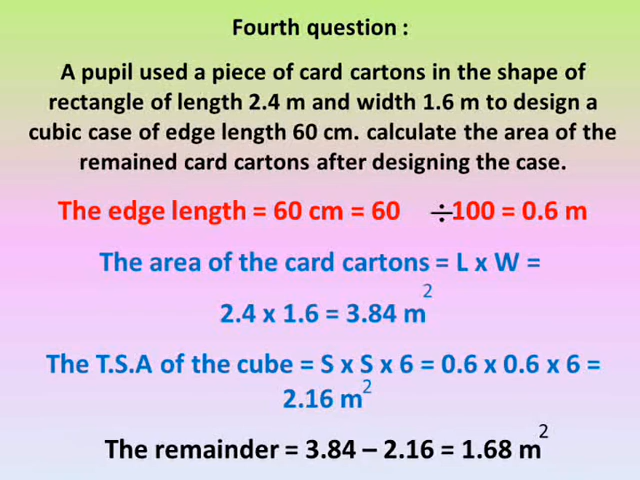 Fourth question :
A pupil used a piece of card cartons in the shape of
rectangle of length 2.4 m and width 1.6 m to design a
cubic case of edge length 60 cm. calculate the area of the
remained card cartons after designing the case.
The edge length = 60 cm = 60 ÷100 = 0.6 m
The area of the card cartons = L x W =
2.4 x 1.6 = 3.84 m²
The T.S.A of the cube = S x S x 6 = 0.6 x 0.6 x 6 =
2.16 m²
The remainder = 3.84 – 2.16 = 1.68 m²